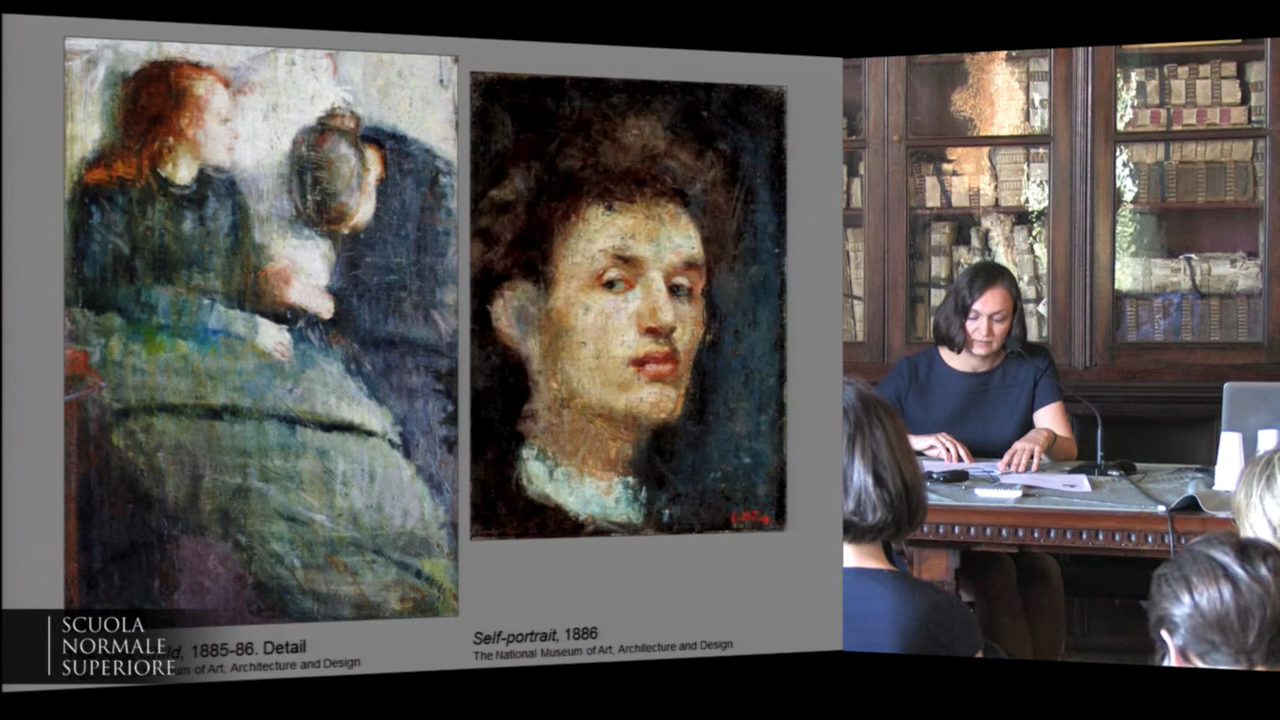 SCUOLA
NORMALE
SUPERIORE
ld, 1885-86. Detail
um of Art, Architecture and Design
Self-portrait, 1886
The National Museum of Art, Architecture and Design